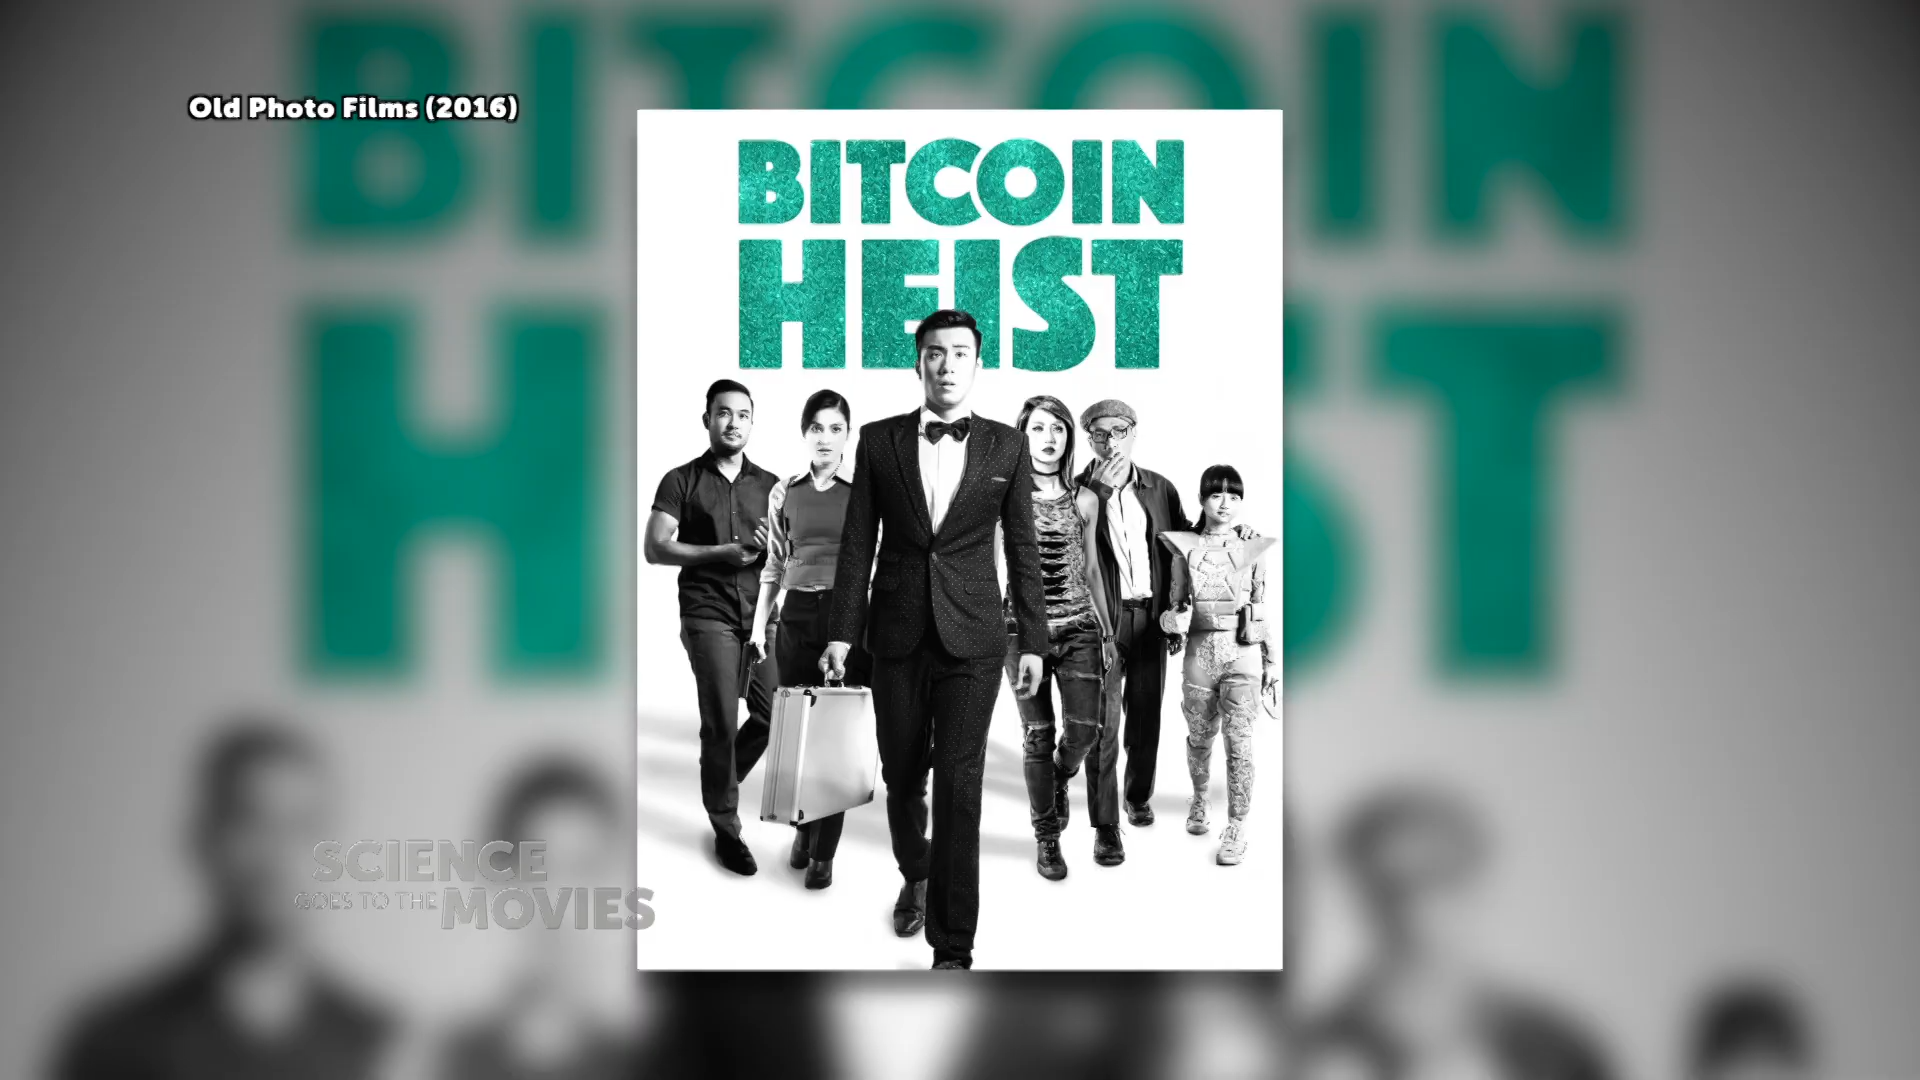 Old Photo Films (2016)
BITCOIN
HEIST
SCIENCE
GOES TO THE MOVIES